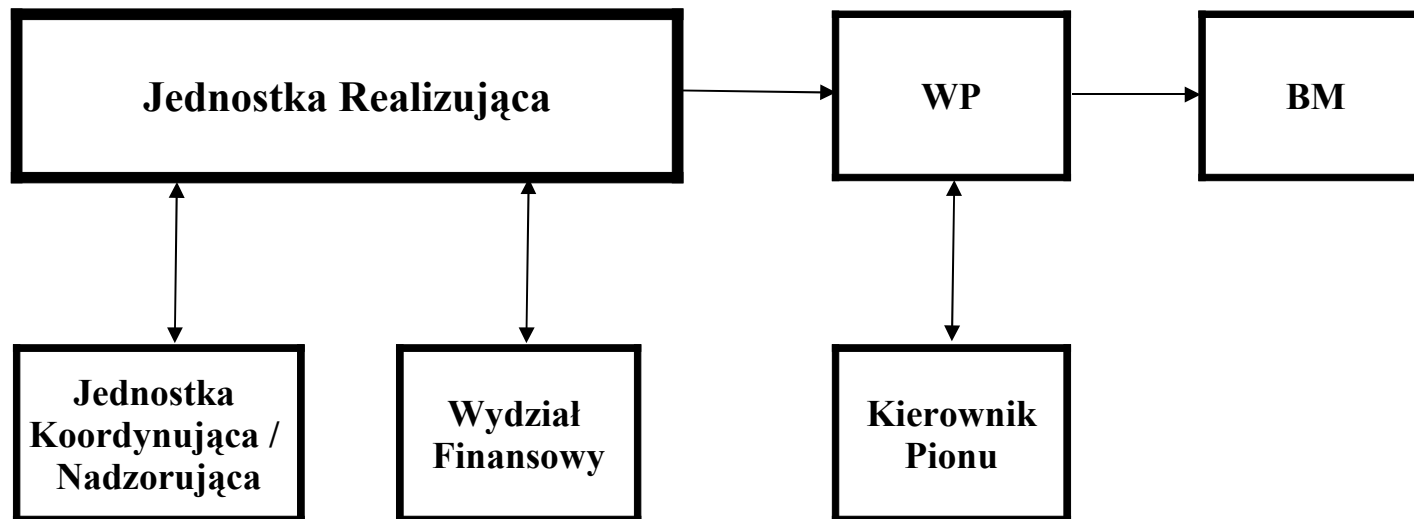 Jednostka Realizująca
WP
BM
Jednostka
Koordynująca /
Nadzorująca
Wydział
Finansowy
Kierownik
Pionu